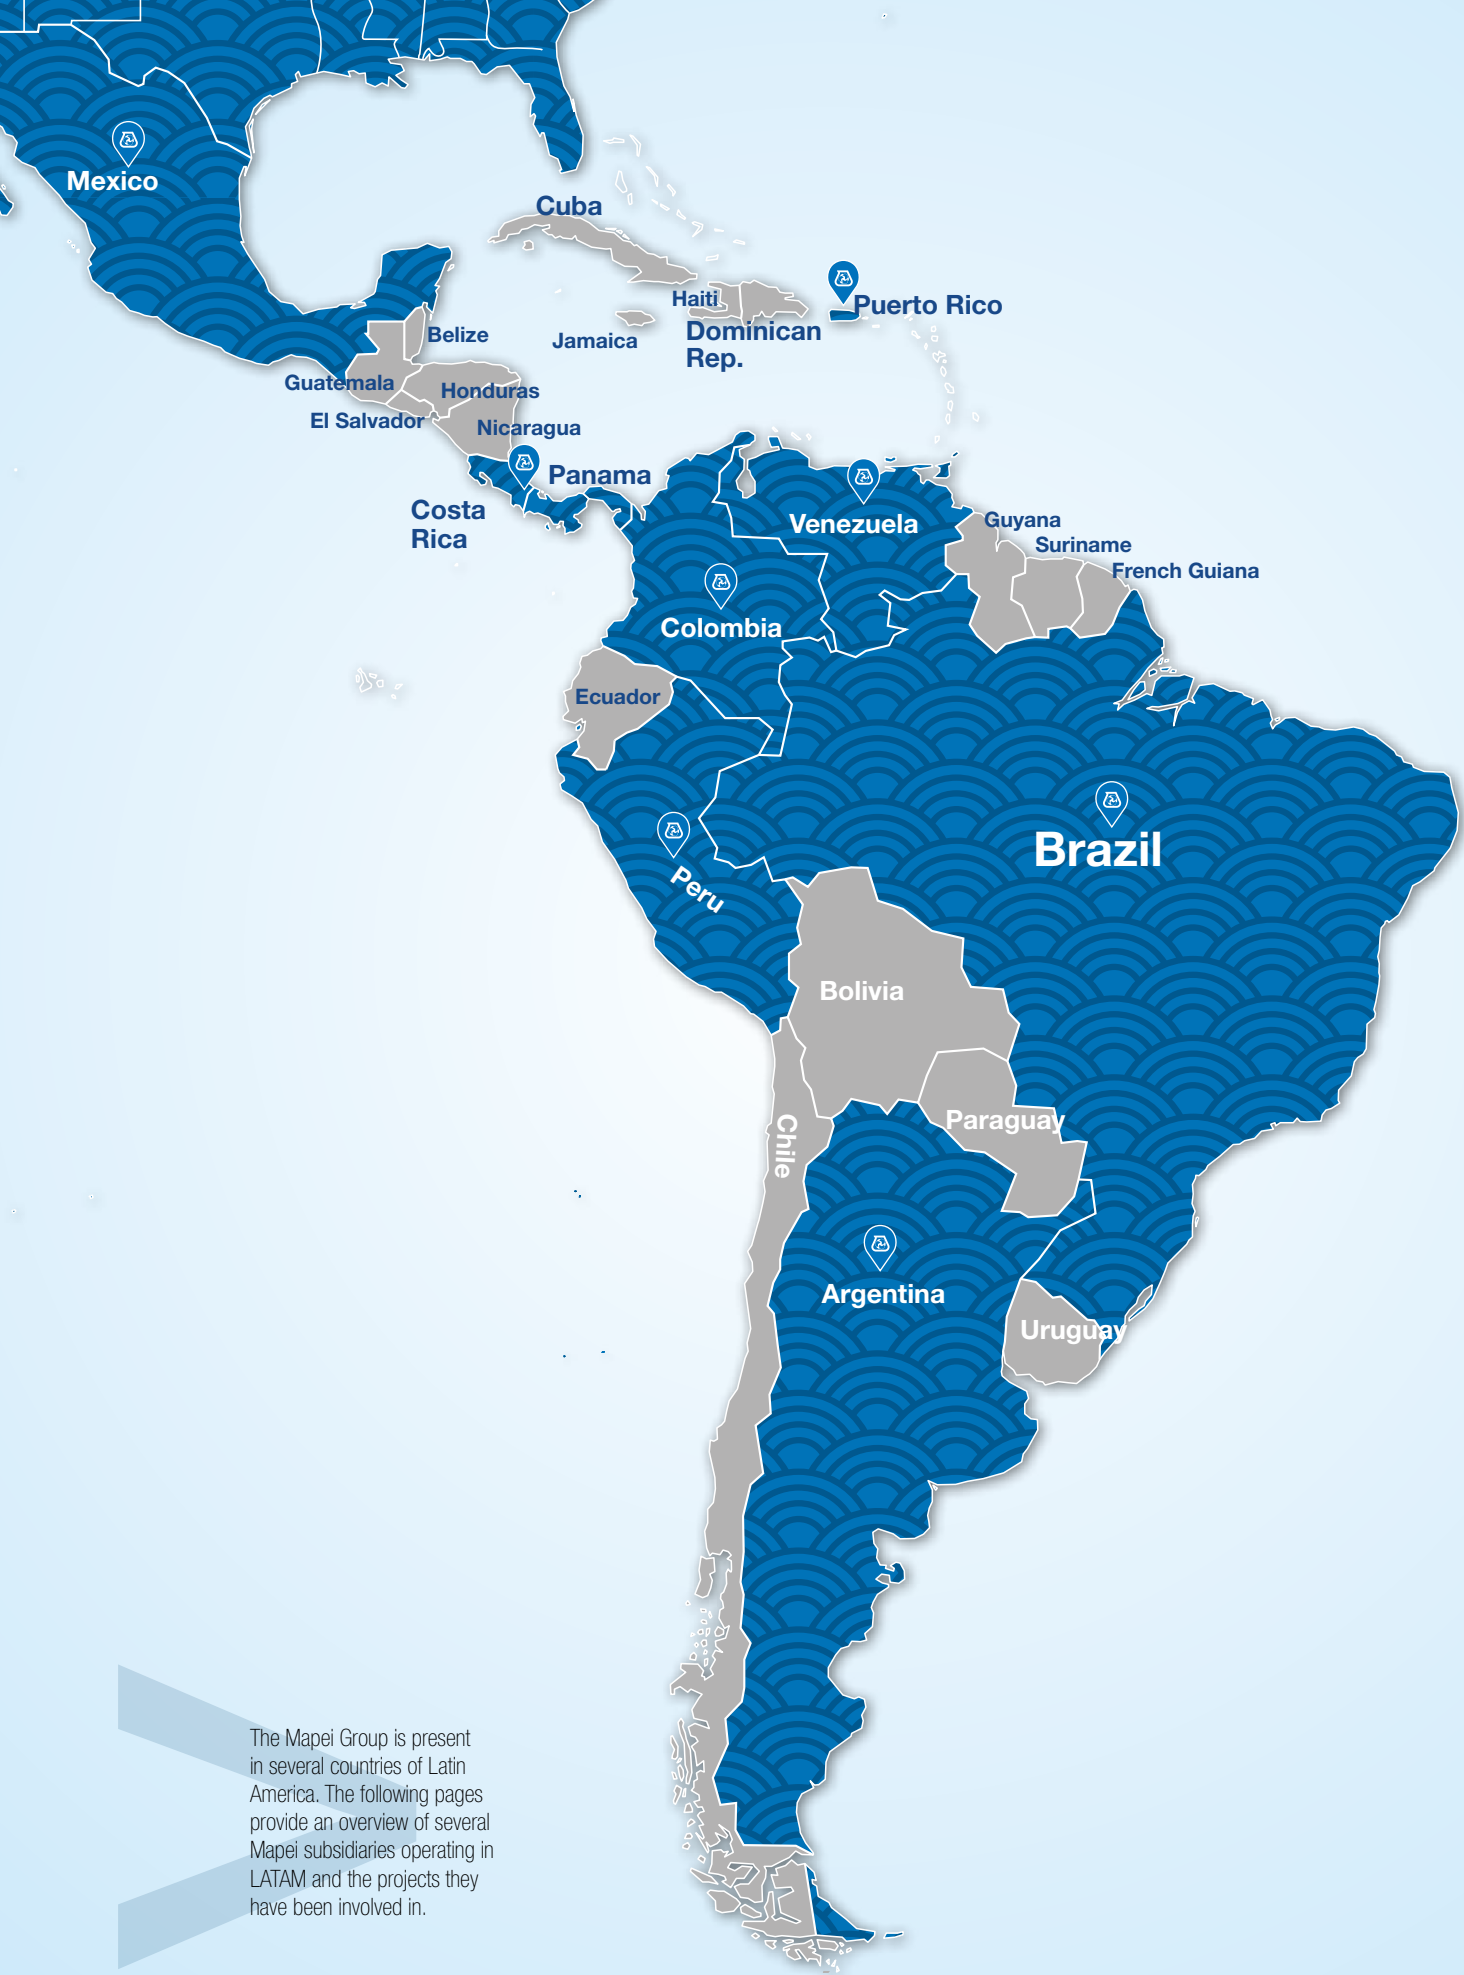 Mexico
Cuba
Puerto Rico
Haiti
Dominican
Rep.
Jamaica
Belize
Guatemala
Honduras
El Salvador
Nicaragua
Panama
Costa
Rica
Venezuela
Guyana
Suriname
French Guiana
Colombia
Ecuador
Brazil
Peru
Bolivia
Paraguay
Chile
Argentina
Uruguay
The Mapei Group is present
in several countries of Latin
America. The following pages
provide an overview of several
Mapei subsidiaries operating in
LATAM and the projects they
have been involved in.